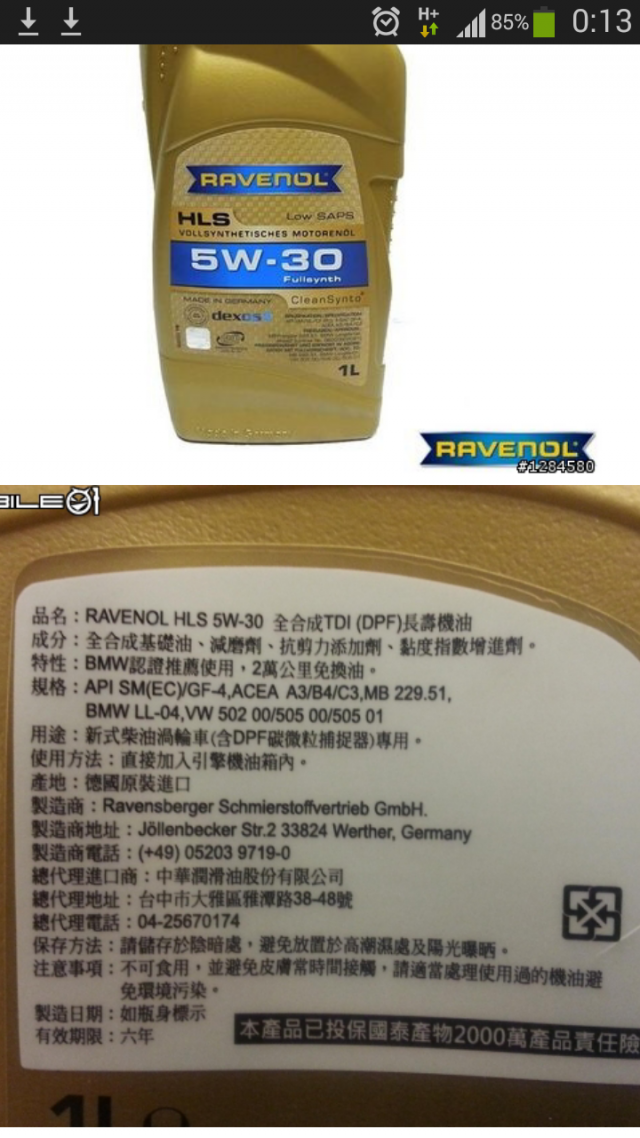 H+
85%
0:13
RAVENOL
HLS
Low SAPS
VOLLSYNTHETISCHES MOTORENÖL
5W-30
Fullsynth
MADE IN GERMANY
CleanSynto
dexos
1L
RAVENOL
#1284580
品名：RAVENOL HLS 5W-30 全合成TDI (DPF)長壽機油
成分：全合成基礎油、減磨劑、抗剪力添加劑、黏度指數增進劑。
特性：BMW認證推薦使用，2萬公里免換油。
規格：API SM(EC)/GF-4,ACEA A3/B4/C3,MB 229.51,
BMW LL-04,VW 502 00/505 00/505 01
用途：新式柴油渦輪車(含DPF碳微粒捕捉器)專用。
使用方法：直接加入引擎機油箱內。
產地：德國原裝進口
製造商：Ravensberger Schmierstoffvertrieb GmbH.
製造商地址：Jöllenbecker Str.2 33824 Werther, Germany
製造商電話：(+49) 05203 9719-0
總代理進口商：中華潤滑油股份有限公司
總代理地址：台中市大雅區雅潭路38-48號
總代理電話：04-25670174
保存方法：請儲存於陰暗處，避免放置於高潮濕處及陽光曝晒。
注意事項：不可食用，並避免皮膚常時間接觸，請適當處理使用過的機油避
免環境污染。
製造日期：如瓶身標示
有效期限：六年
本產品已投保國泰產物2000萬產品責任險
1L